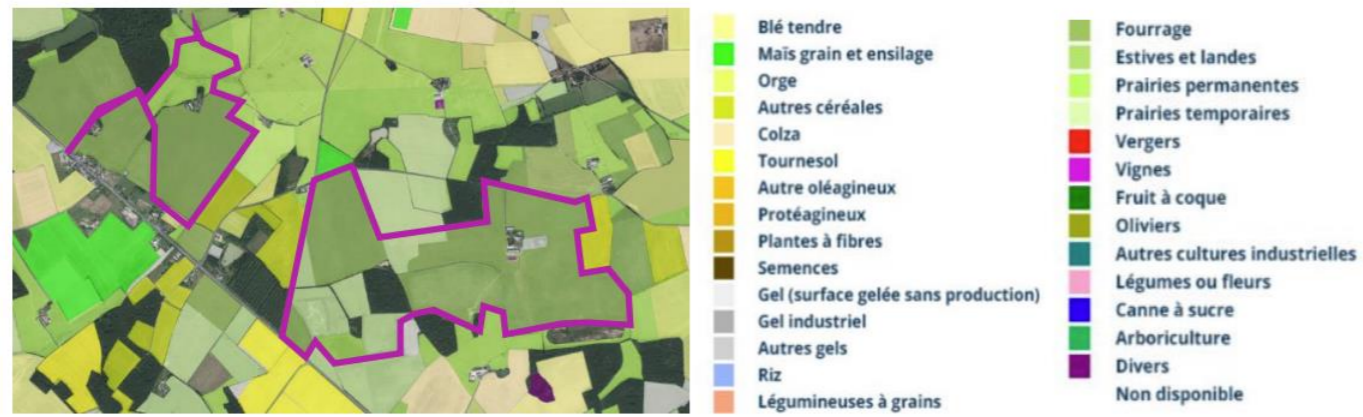 Blé tendre
Maïs grain et ensilage
Orge
Autres céréales
Colza
Tournesol
Autre oléagineux
Protéagineux
Plantes à fibres
Semences
Gel (surface gelée sans production)
Gel industriel
Autres gels
Riz
Légumineuses à grains
Fourrage
Estives et landes
Prairies permanentes
Prairies temporaires
Vergers
Vignes
Fruit à coque
Oliviers
Autres cultures industrielles
Légumes ou fleurs
Canne à sucre
Arboriculture
Divers
Non disponible